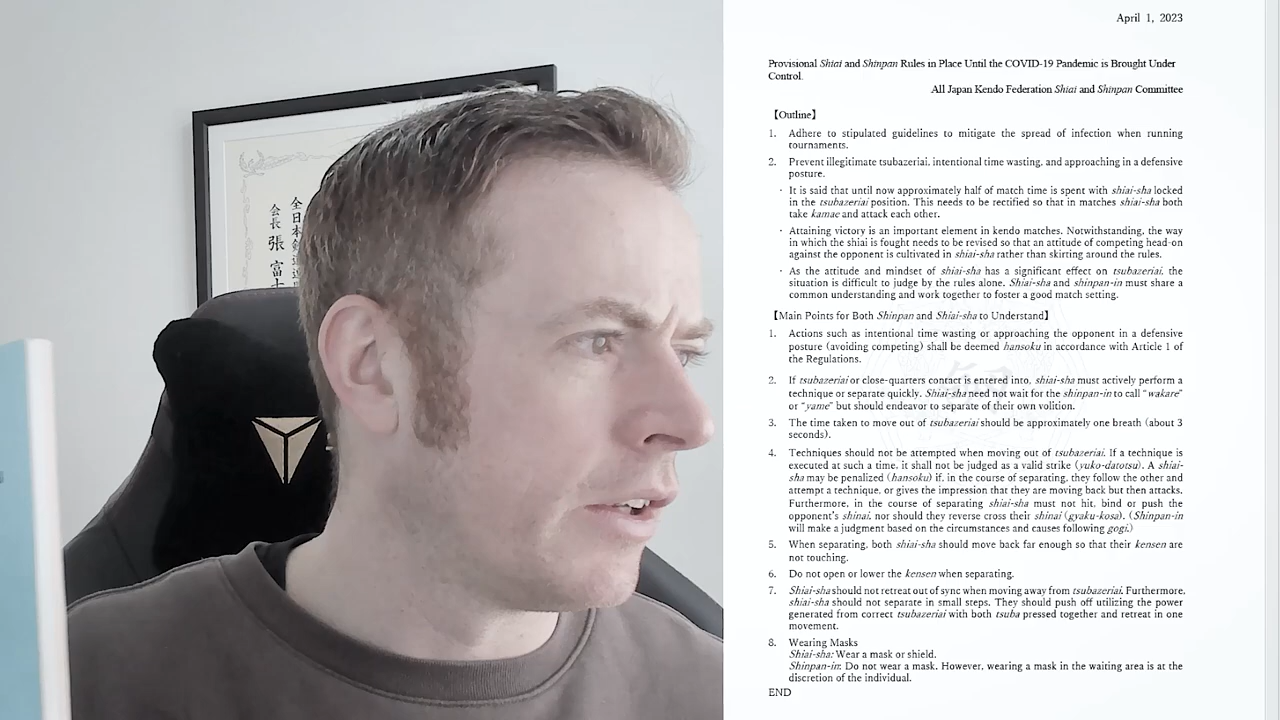 全日本剣道連
会長 張 富士
April 1, 2023
Provisional Shiai and Shinpan Rules in Place Until the COVID-19 Pandemic is Brought Under
Control.
All Japan Kendo Federation Shiai and Shinpan Committee
【Outline】
1. Adhere to stipulated guidelines to mitigate the spread of infection when running
tournaments.
2. Prevent illegitimate tsubazeriai, intentional time wasting, and approaching in a defensive
posture.
· It is said that until now approximately half of match time is spent with shiai-sha locked
in the tsubazeriai position. This needs to be rectified so that in matches shiai-sha both
take kamae and attack each other.
· Attaining victory is an important element in kendo matches. Notwithstanding, the way
in which the shiai is fought needs to be revised so that an attitude of competing head-on
against the opponent is cultivated in shiai-sha rather than skirting around the rules.
· As the attitude and mindset of shiai-sha has a significant effect on tsubazeriai, the
situation is difficult to judge by the rules alone. Shiai-sha and shinpan-in must share a
common understanding and work together to foster a good match setting.
【Main Points for Both Shinpan and Shiai-sha to Understand】
1. Actions such as intentional time wasting or approaching the opponent in a defensive
posture (avoiding competing) shall be deemed hansoku in accordance with Article 1 of
the Regulations.
2. If tsubazeriai or close-quarters contact is entered into, shiai-sha must actively perform a
technique or separate quickly. Shiai-sha need not wait for the shinpan-in to call "wakare"
or "yame" but should endeavor to separate of their own volition.
3. The time taken to move out of tsubazeriai should be approximately one breath (about 3
seconds).
4. Techniques should not be attempted when moving out of tsubazeriai. If a technique is
executed at such a time, it shall not be judged as a valid strike (yuko-datotsu). A shiai-
sha may be penalized (hansoku) if, in the course of separating, they follow the other and
attempt a technique, or gives the impression that they are moving back but then attacks.
Furthermore, in the course of separating shiai-sha must not hit, bind or push the
opponent's shinai, nor should they reverse cross their shinai (gyaku-kosa). (Shinpan-in
will make a judgment based on the circumstances and causes following gogi.)
5. When separating, both shiai-sha should move back far enough so that their kensen are
not touching.
6. Do not open or lower the kensen when separating.
7. Shiai-sha should not retreat out of sync when moving away from tsubazeriai. Furthermore,
shiai-sha should not separate in small steps. They should push off utilizing the power
generated from correct tsubazeriai with both tsuba pressed together and retreat in one
movement.
8. Wearing Masks
Shiai-sha: Wear a mask or shield.
Shinpan-in: Do not wear a mask. However, wearing a mask in the waiting area is at the
discretion of the individual.
END